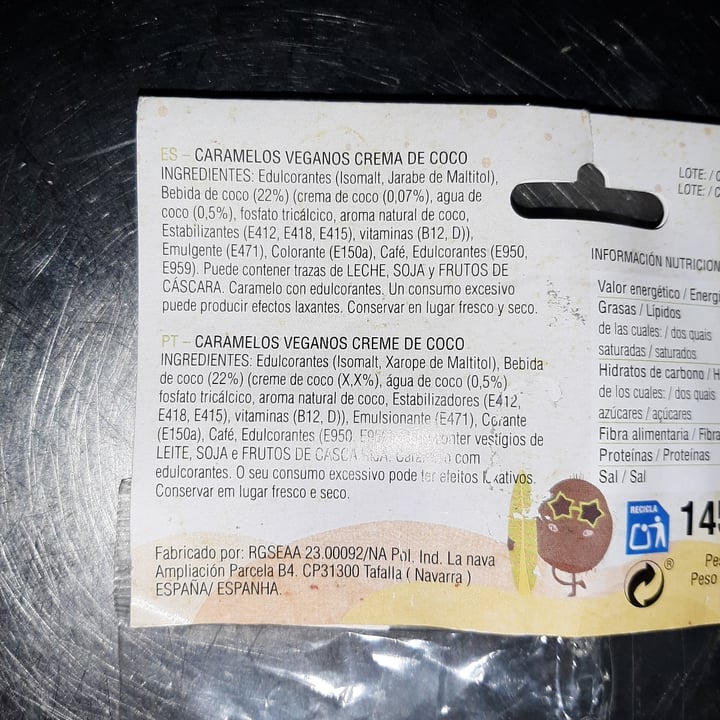 ES – CARAMELOS VEGANOS CREMA DE COCO
INGREDIENTES: Edulcorantes (Isomalt, Jarabe de Maltitol),
Bebida de coco (22%) (crema de coco (0,07%), agua de
coco (0,5%), fosfato tricálcico, aroma natural de coco,
Estabilizantes (E412, E418, E415), vitaminas (B12, D)),
Emulgente (E471), Colorante (E150a), Café, Edulcorantes (E950,
E959). Puede contener trazas de LECHE, SOJA y FRUTOS DE
CÁSCARA. Caramelo con edulcorantes. Un consumo excesivo
puede producir efectos laxantes. Conservar en lugar fresco y seco.
PT – CARAMELOS VEGANOS CREME DE COCO
INGREDIENTES: Edulcorantes (Isomalt, Xarope de Maltitol), Bebida
de coco (22%) (creme de coco (X,X%), água de coco (0,5%)
fosfato tricálcico, aroma natural de coco, Estabilizadores (E412,
E418, E415), vitaminas (B12, D)), Emulsionante (E471), Corante
(E150a), Café, Edulcorantes (E950, vestígios de
LEITE, SOJA e FRUTOS DE com
edulcorantes. O seu consumo excessivo pode ter efeitos
Conservar em lugar fresco e seco.
Fabricado por: RGSEAA 23.00092/NA Pol. Ind. La nava
Ampliación Parcela B4. CP31300 Tafalla ( Navarra )
ESPAÑA/ ESPANHA.
LOTE: /
LOTE: /
INFORMACIÓN NUTRICION
Valor energético / Energi
Grasas / Lípidos
de las cuales: / dos quais
saturadas / saturados
Hidratos de carbono / H
de los cuales: / dos quais
azúcares / açúcares
Fibra alimentaria / Fibra
Proteínas / Proteínas
Sal / Sal
RECICLA
14
Pe
Peso
®